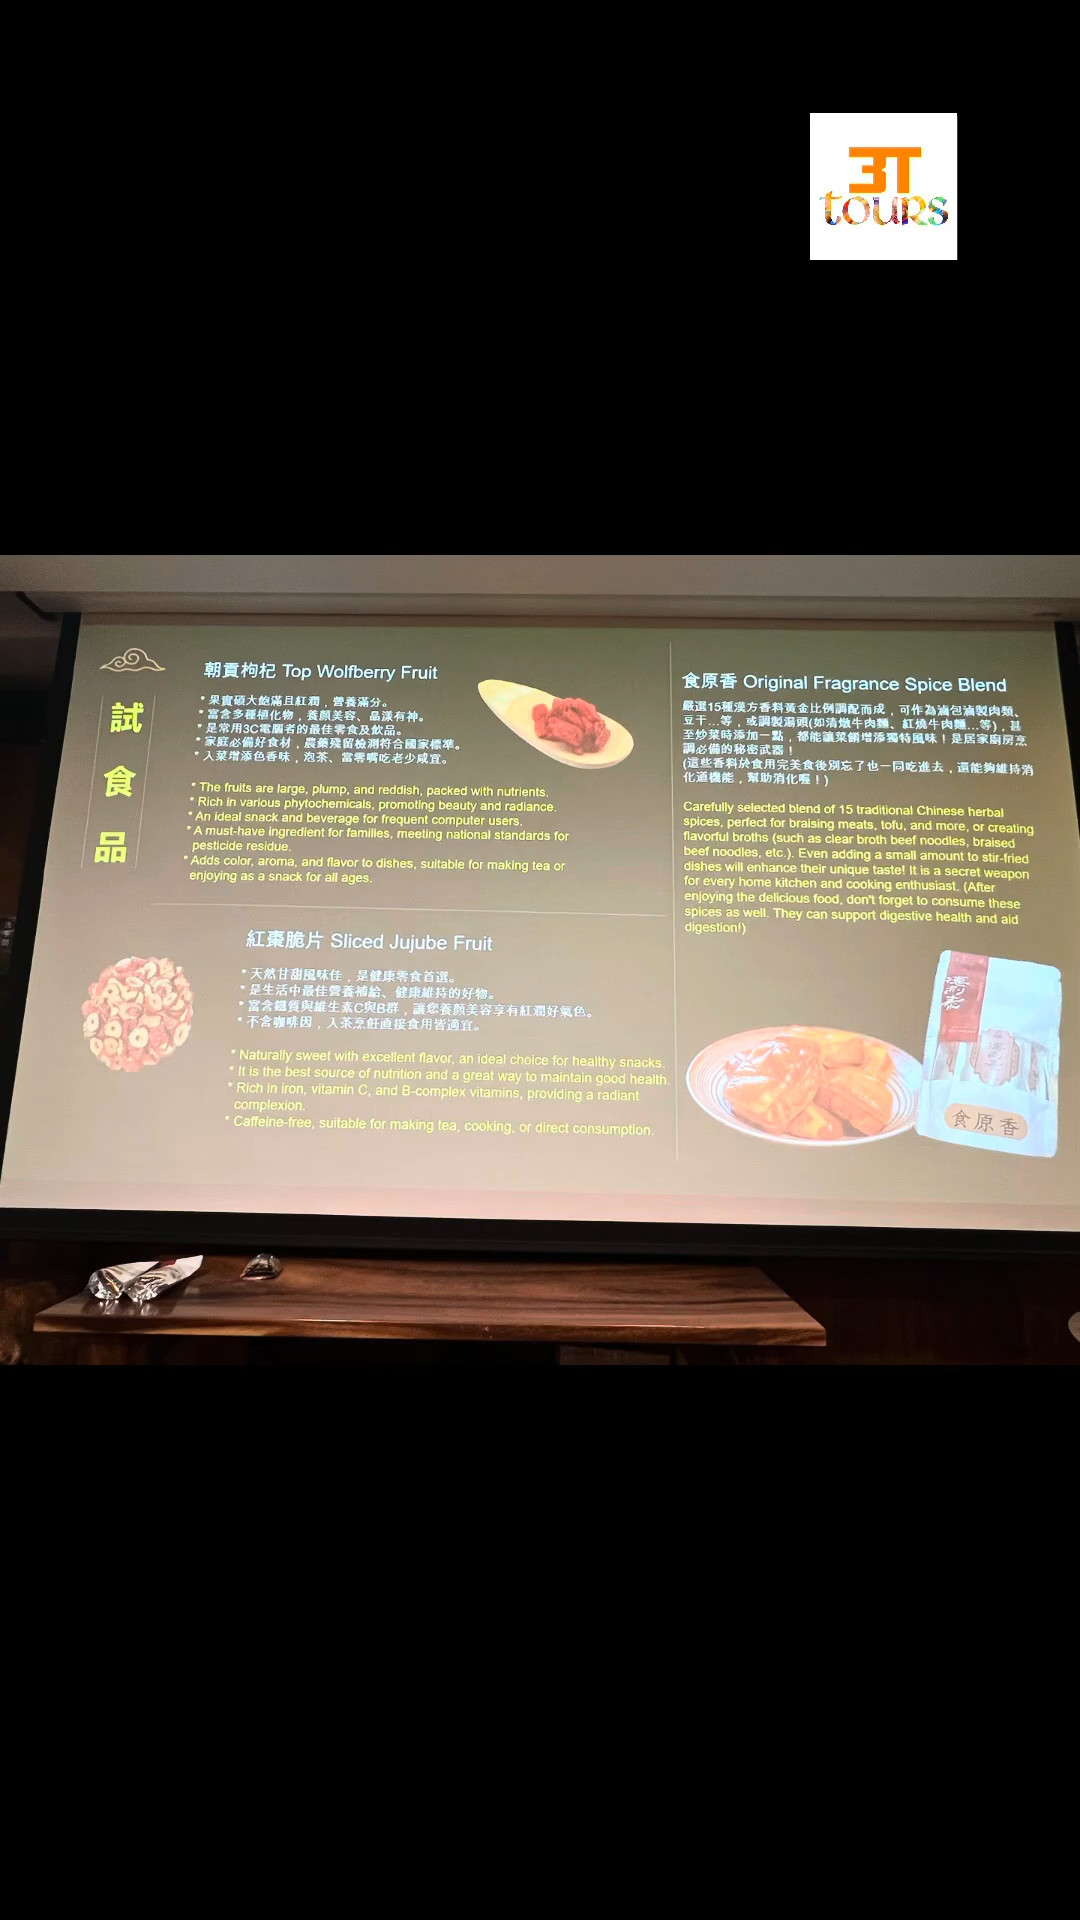 3T
tours
試
食
品
朝貢枸杞 Top Wolfberry Fruit
* 果實碩大飽滿且紅潤，營養滿分。
* 富含多種植化物，養顏美容、晶漾有神。
* 是常用3C電腦者的最佳零食及飲品。
* 家庭必備好食材，農藥殘留檢測符合國家標準。
* 入菜增添色香味，泡茶、當零嘴吃老少咸宜。
* The fruits are large, plump, and reddish, packed with nutrients.
* Rich in various phytochemicals, promoting beauty and radiance.
* An ideal snack and beverage for frequent computer users.
* A must-have ingredient for families, meeting national standards for
pesticide residue.
* Adds color, aroma, and flavor to dishes, suitable for making tea or
enjoying as a snack for all ages.
紅棗脆片 Sliced Jujube Fruit
* 天然甘甜風味佳，是健康零食首選。
* 是生活中最佳營養補給、健康維持的好物。
* 富含鐵質與維生素C與B群，讓您養顏美容享有紅潤好氣色。
* 不含咖啡因，入茶烹飪直接食用皆適宜。
* Naturally sweet with excellent flavor, an ideal choice for healthy snacks.
* It is the best source of nutrition and a great way to maintain good health.
* Rich in iron, vitamin C, and B-complex vitamins, providing a radiant
complexion.
* Caffeine-free, suitable for making tea, cooking, or direct consumption.
食原香 Original Fragrance Spice Blend
嚴選15種漢方香料黃金比例調配而成，可作為滷包滷製肉類、
豆干...等，或調製湯頭(如清燉牛肉麵、紅燒牛肉麵...等)，甚
至炒菜時添加一點，都能讓菜餚增添獨特風味！是居家廚房烹
調必備的秘密武器！
(這些香料於食用完美食後別忘了也一同吃進去，還能夠維持消
化道機能，幫助消化喔！)
Carefully selected blend of 15 traditional Chinese herbal
spices, perfect for braising meats, tofu, and more, or creating
flavorful broths (such as clear broth beef noodles, braised
beef noodles, etc.). Even adding a small amount to stir-fried
dishes will enhance their unique taste! It is a secret weapon
for every home kitchen and cooking enthusiast. (After
enjoying the delicious food, don't forget to consume these
spices as well. They can support digestive health and aid
digestion!)
食原香